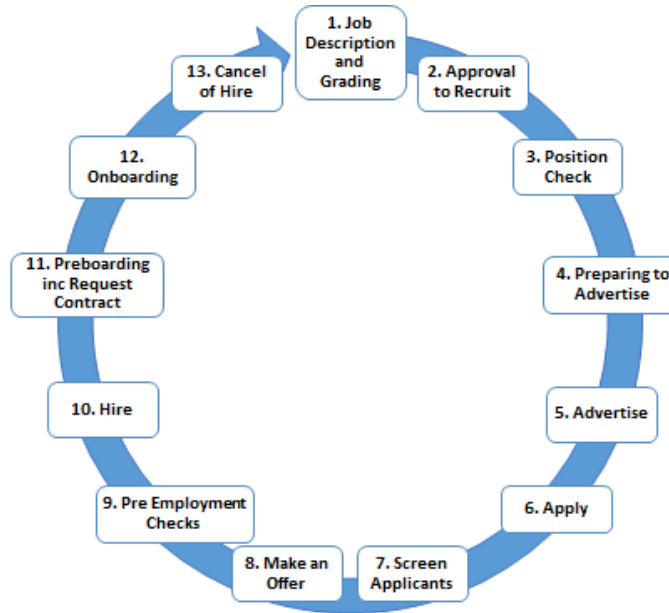 1. Job
Description
and
Grading
2. Approval
to Recruit
3. Position
Check
4. Preparing to
Advertise
5. Advertise
6. Apply
7. Screen
Applicants
8. Make an
Offer
9. Pre Employment
Checks
10. Hire
11. Preboarding
inc Request
Contract
12.
Onboarding
13. Cancel
of Hire